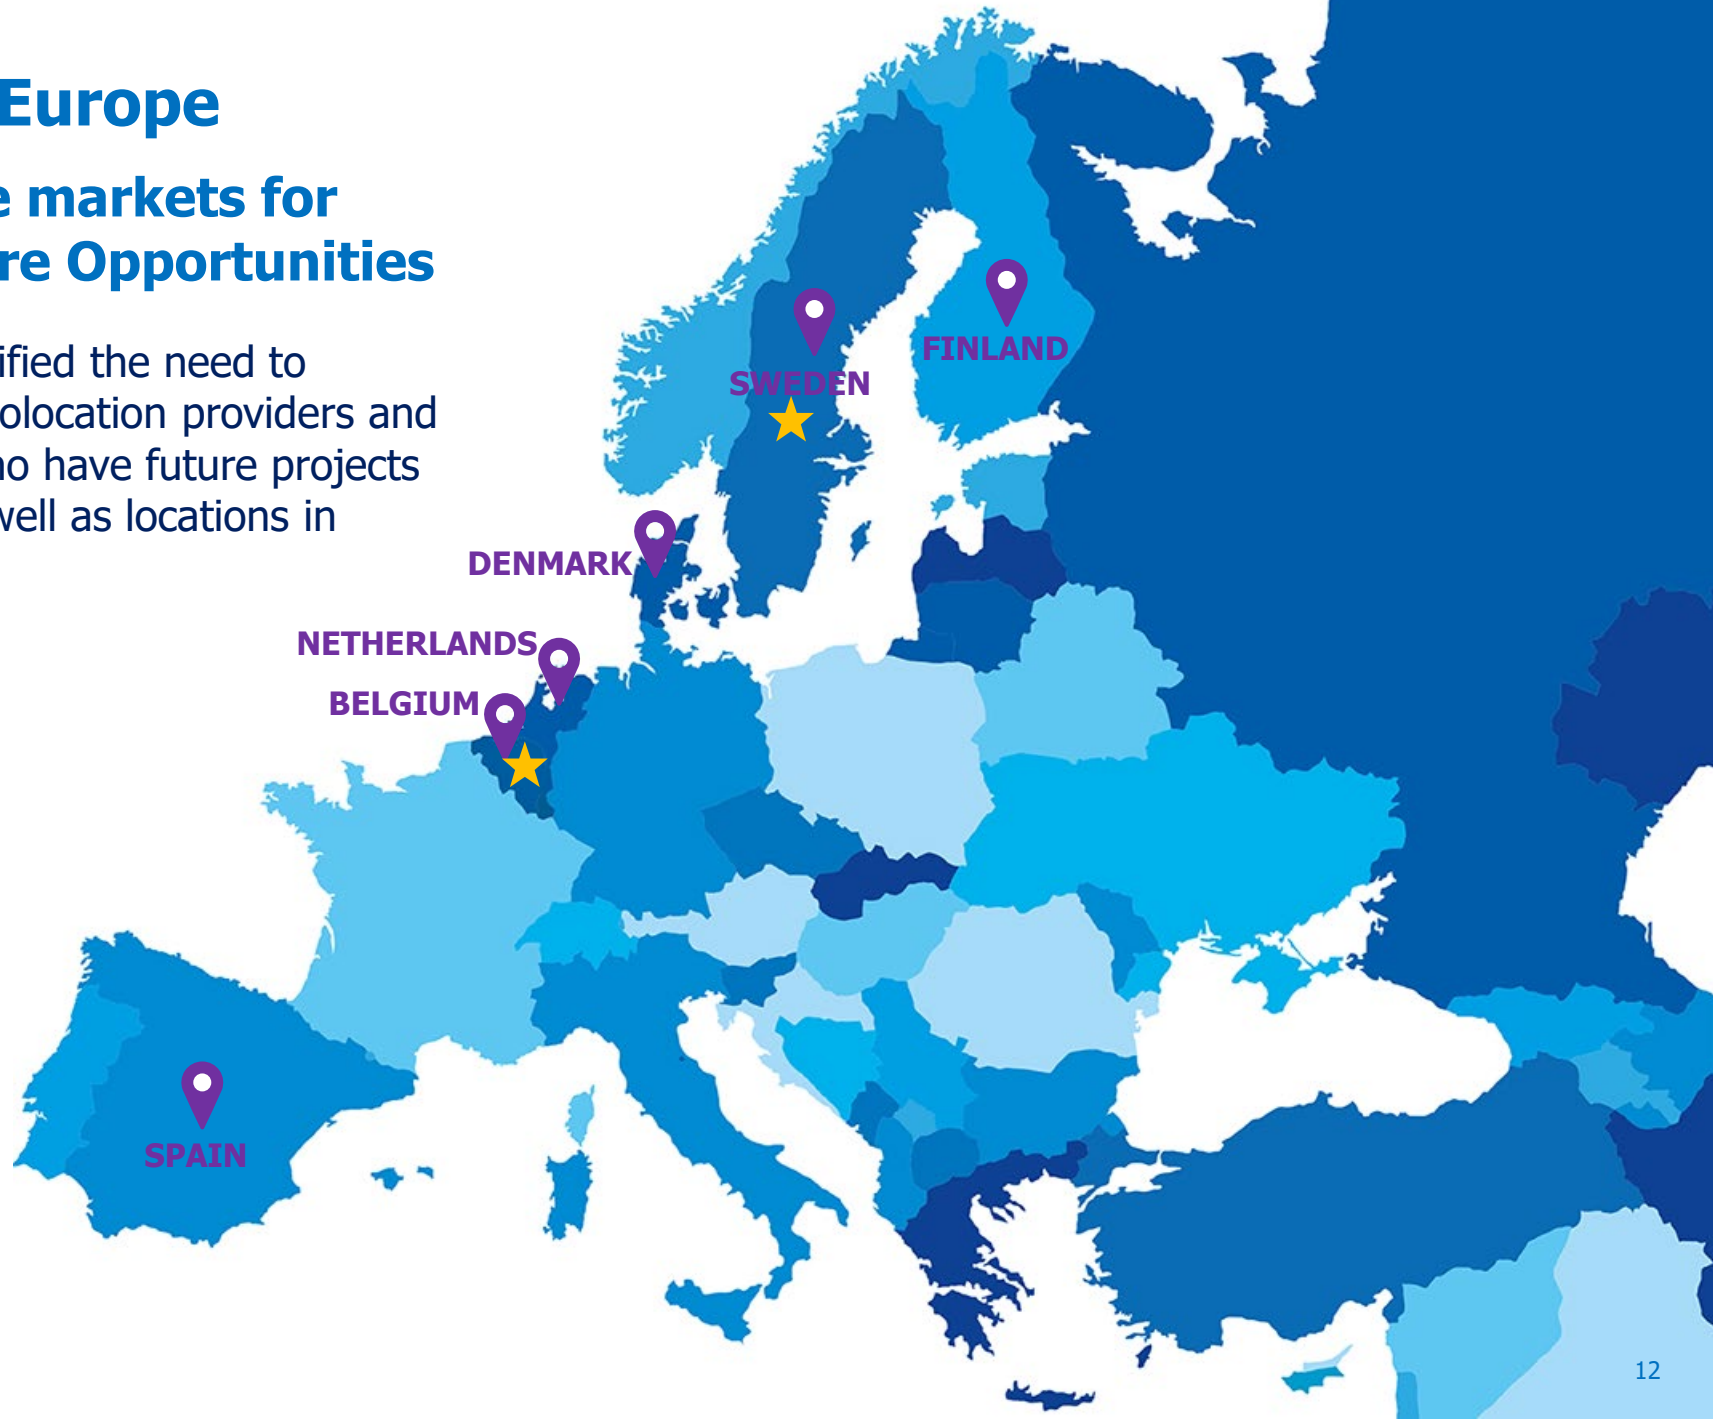 Europe
e markets for
re Opportunities
ified the need to
olocation providers and
o have future projects
well as locations in
FINLAND
SWEDEN
DENMARK
NETHERLANDS
BELGIUM
SPAIN
12